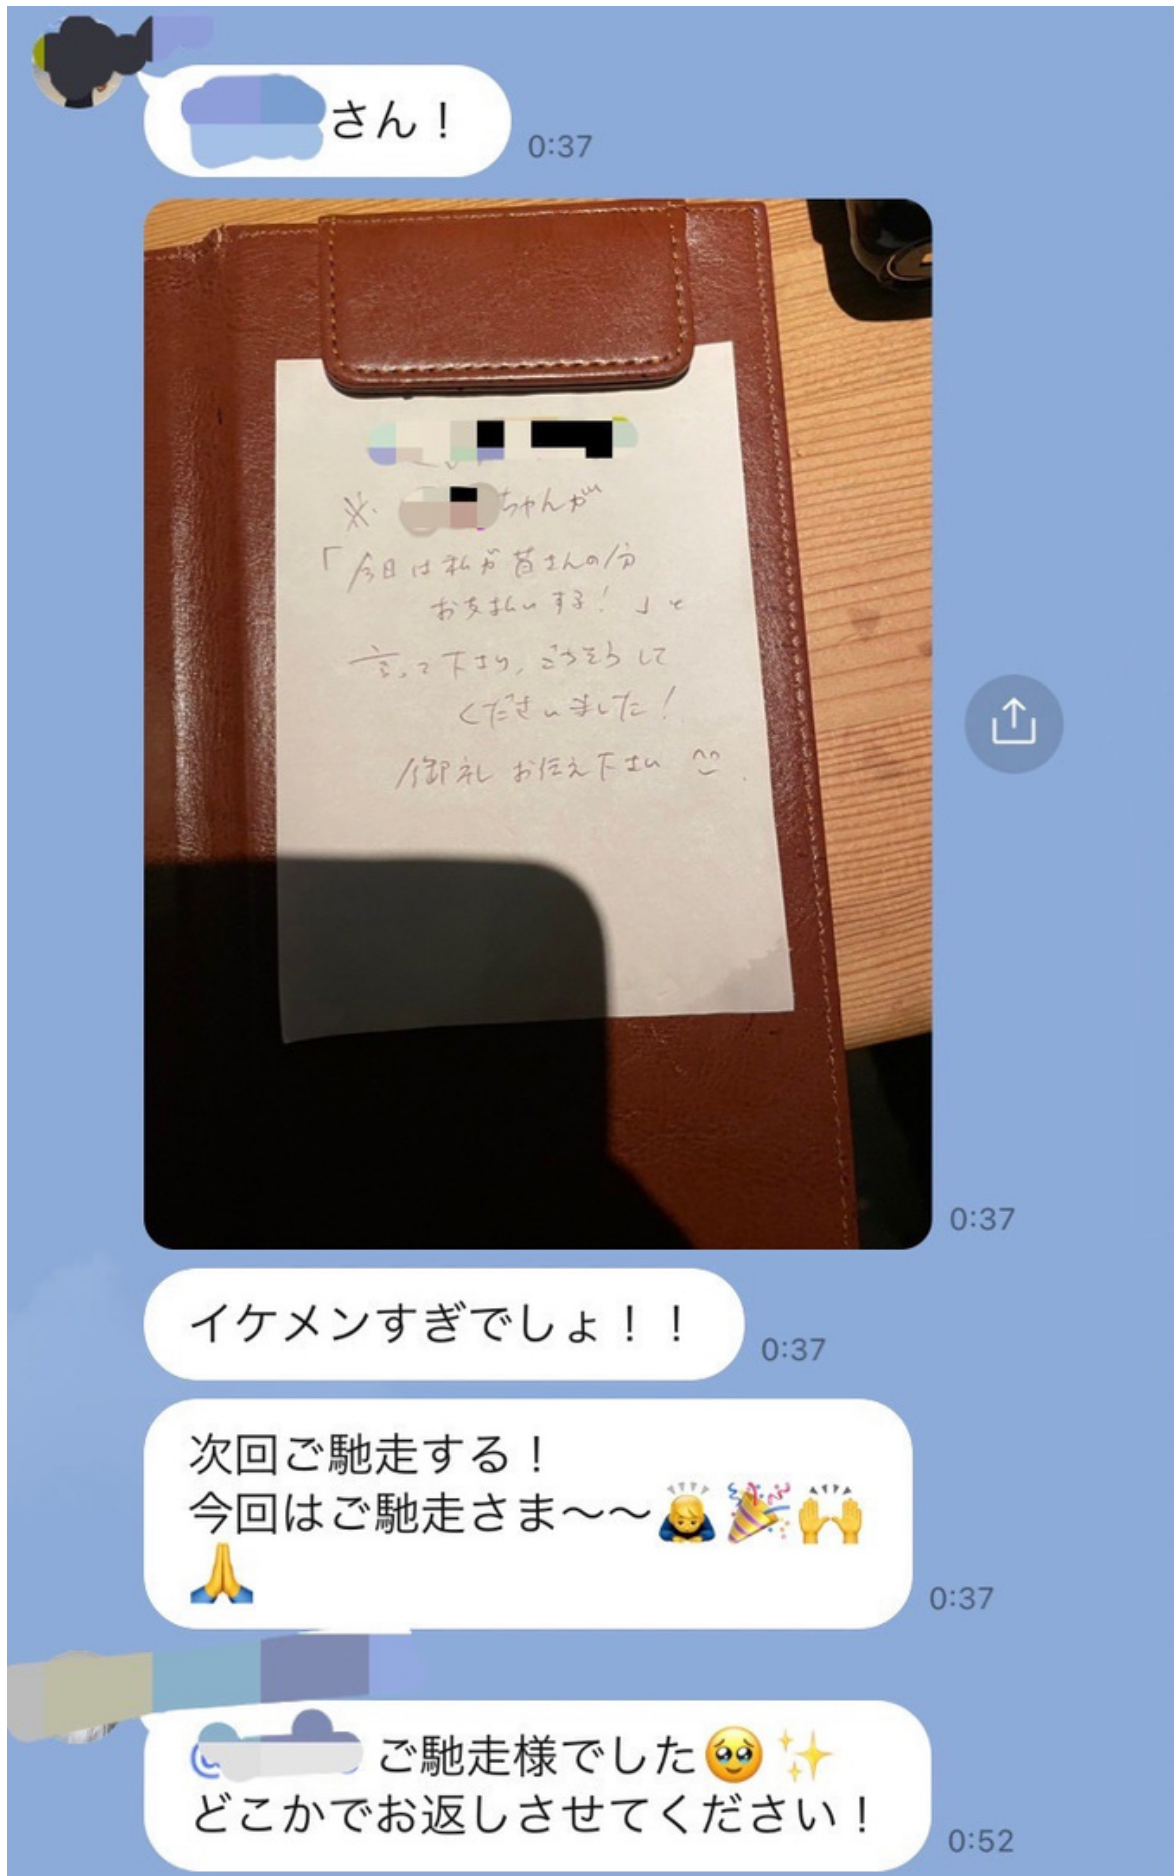 さん！
0:37
※ ちゃんが
「今日は私が皆さんの分
お支払いする！」と
言って下さり、ごちそうして
くださいました！
御礼お伝え下さい
0:37
イケメンすぎでしょ！！
0:37
次回ご馳走する！
今回はご馳走さま〜〜🙇🎉🙌
🙏
0:37
@ ご馳走様でした🥹✨
どこかでお返しさせてください！
0:52